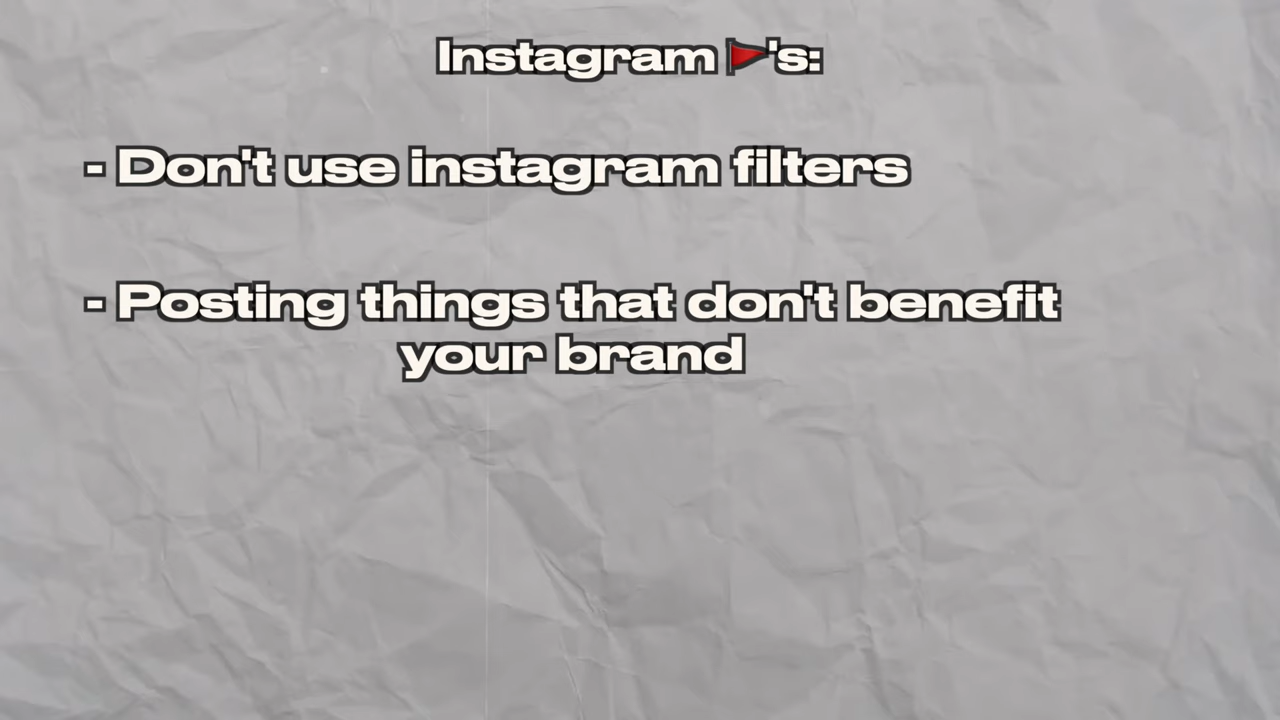 Instagram 🚩's:
- Don't use instagram filters
- Posting things that don't benefit
your brand